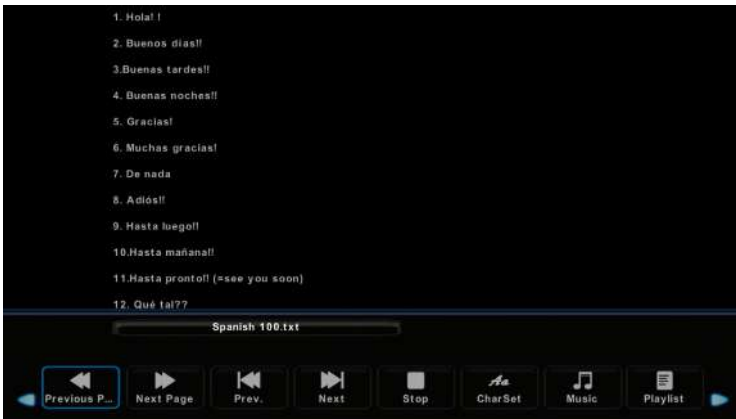 1. Hola! !
2. Buenos días!!
3.Buenas tardes!!
4. Buenas noches!!
5. Gracias!
6. Muchas gracias!
7. De nada
8. Adiós!!
9. Hasta luego!!
10.Hasta mañana!!
11.Hasta pronto!! (=see you soon)
12. Qué tal??
Spanish 100.txt
Previous P... Next Page Prev. Next Stop CharSet Music Playlist